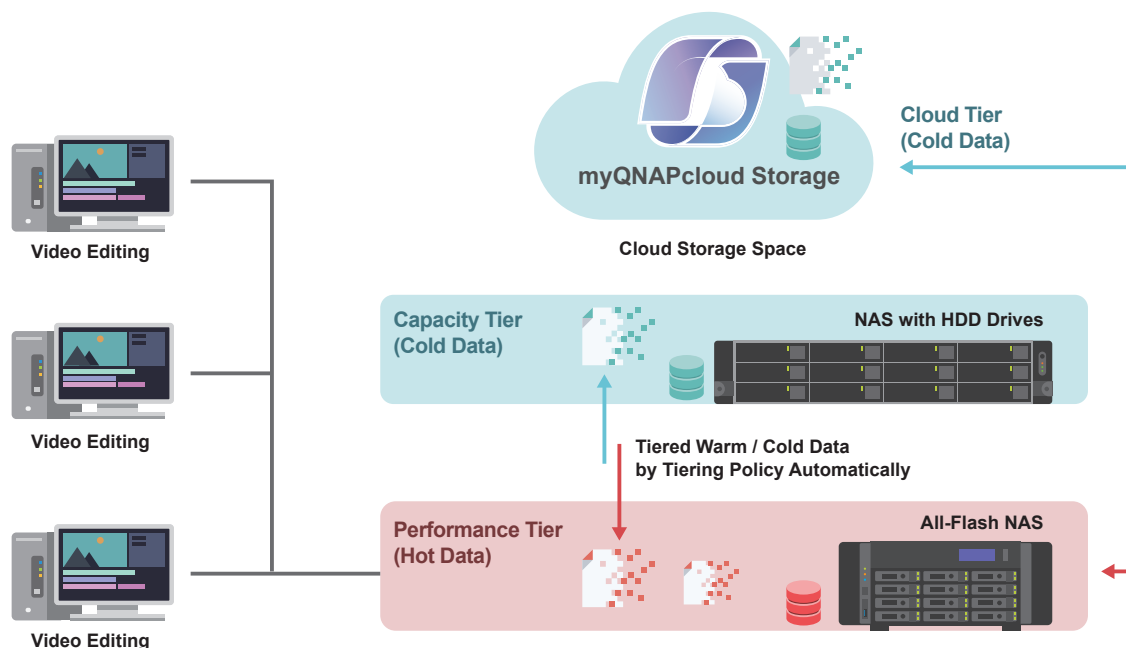 Cloud Tier
(Cold Data)
myQNAPcloud Storage
Cloud Storage Space
Video Editing
Capacity Tier
(Cold Data)
NAS with HDD Drives
Video Editing
Tiered Warm / Cold Data
by Tiering Policy Automatically
Performance Tier
(Hot Data)
All-Flash NAS
Video Editing